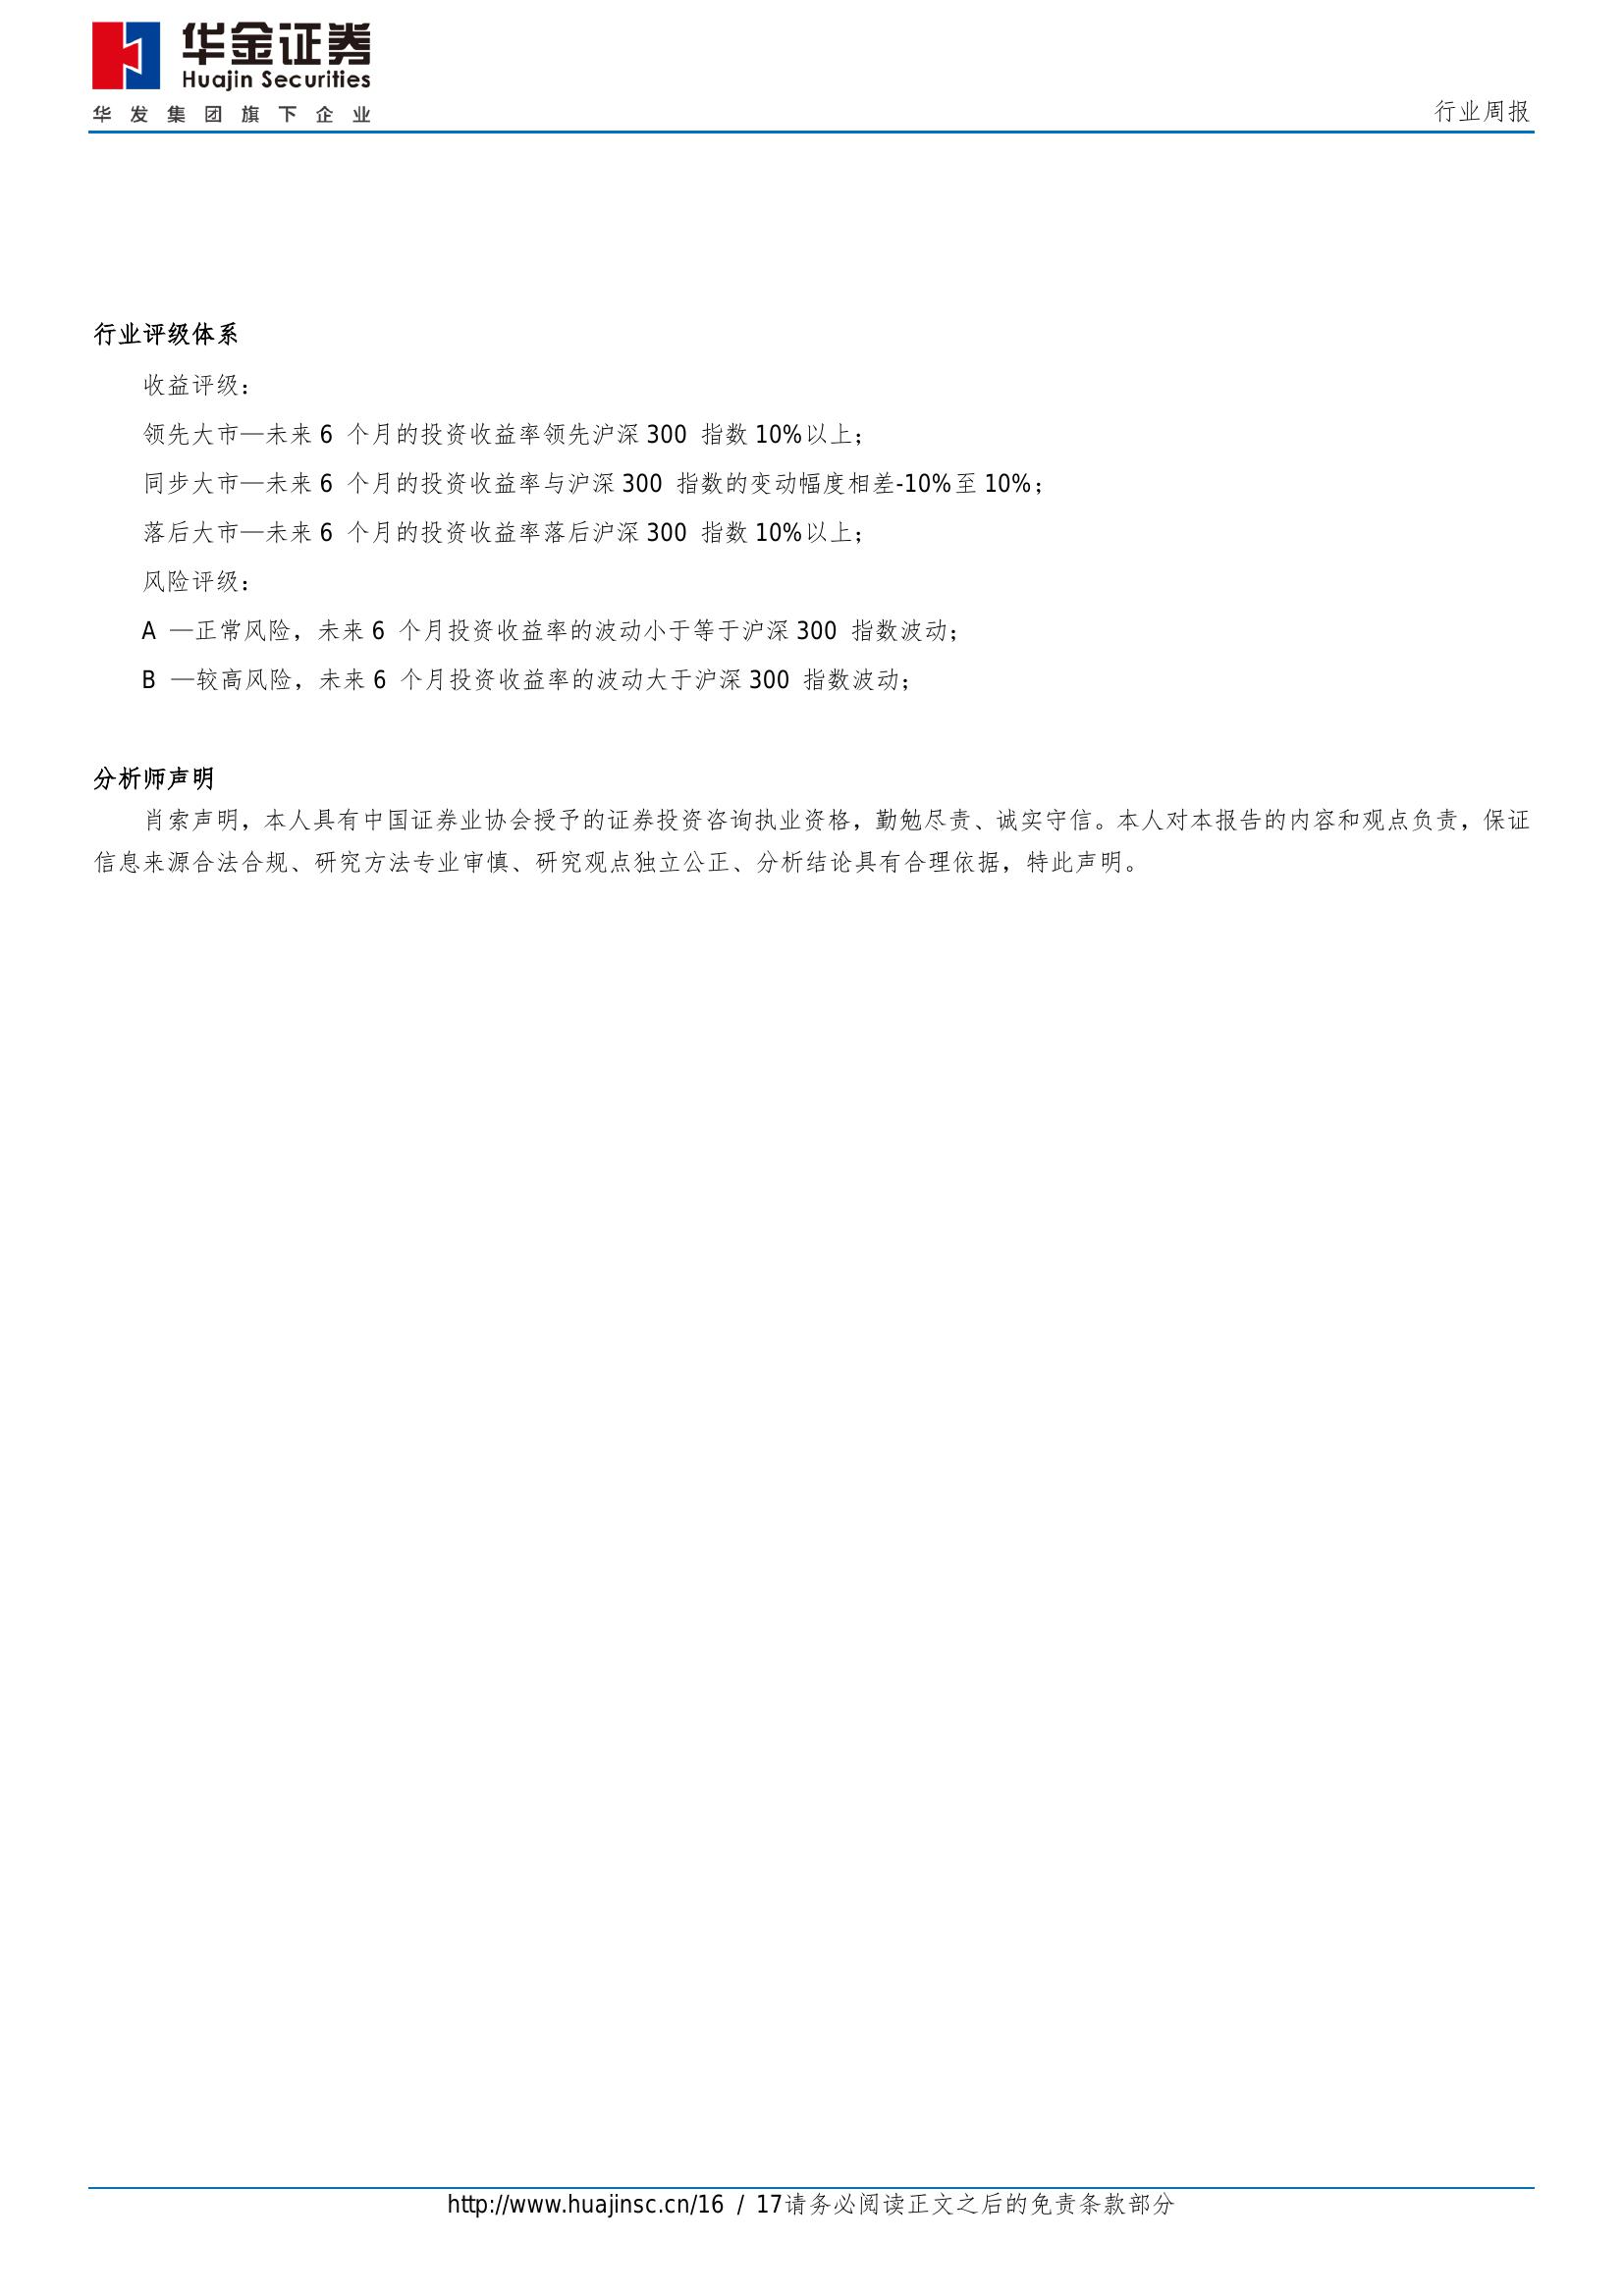 华金证券
Huajin Securities
华发集团旗下企业
行业周报
行业评级体系
收益评级：
领先大市—未来 6 个月的投资收益率领先沪深 300 指数 10%以上；
同步大市—未来 6 个月的投资收益率与沪深 300 指数的变动幅度相差-10%至 10%；
落后大市—未来 6 个月的投资收益率落后沪深 300 指数 10%以上；
风险评级：
A —正常风险，未来 6 个月投资收益率的波动小于等于沪深 300 指数波动；
B —较高风险，未来 6 个月投资收益率的波动大于沪深 300 指数波动；
分析师声明
肖索声明，本人具有中国证券业协会授予的证券投资咨询执业资格，勤勉尽责、诚实守信。本人对本报告的内容和观点负责，保证
信息来源合法合规、研究方法专业审慎、研究观点独立公正、分析结论具有合理依据，特此声明。
http://www.huajinsc.cn/16 / 17请务必阅读正文之后的免责条款部分